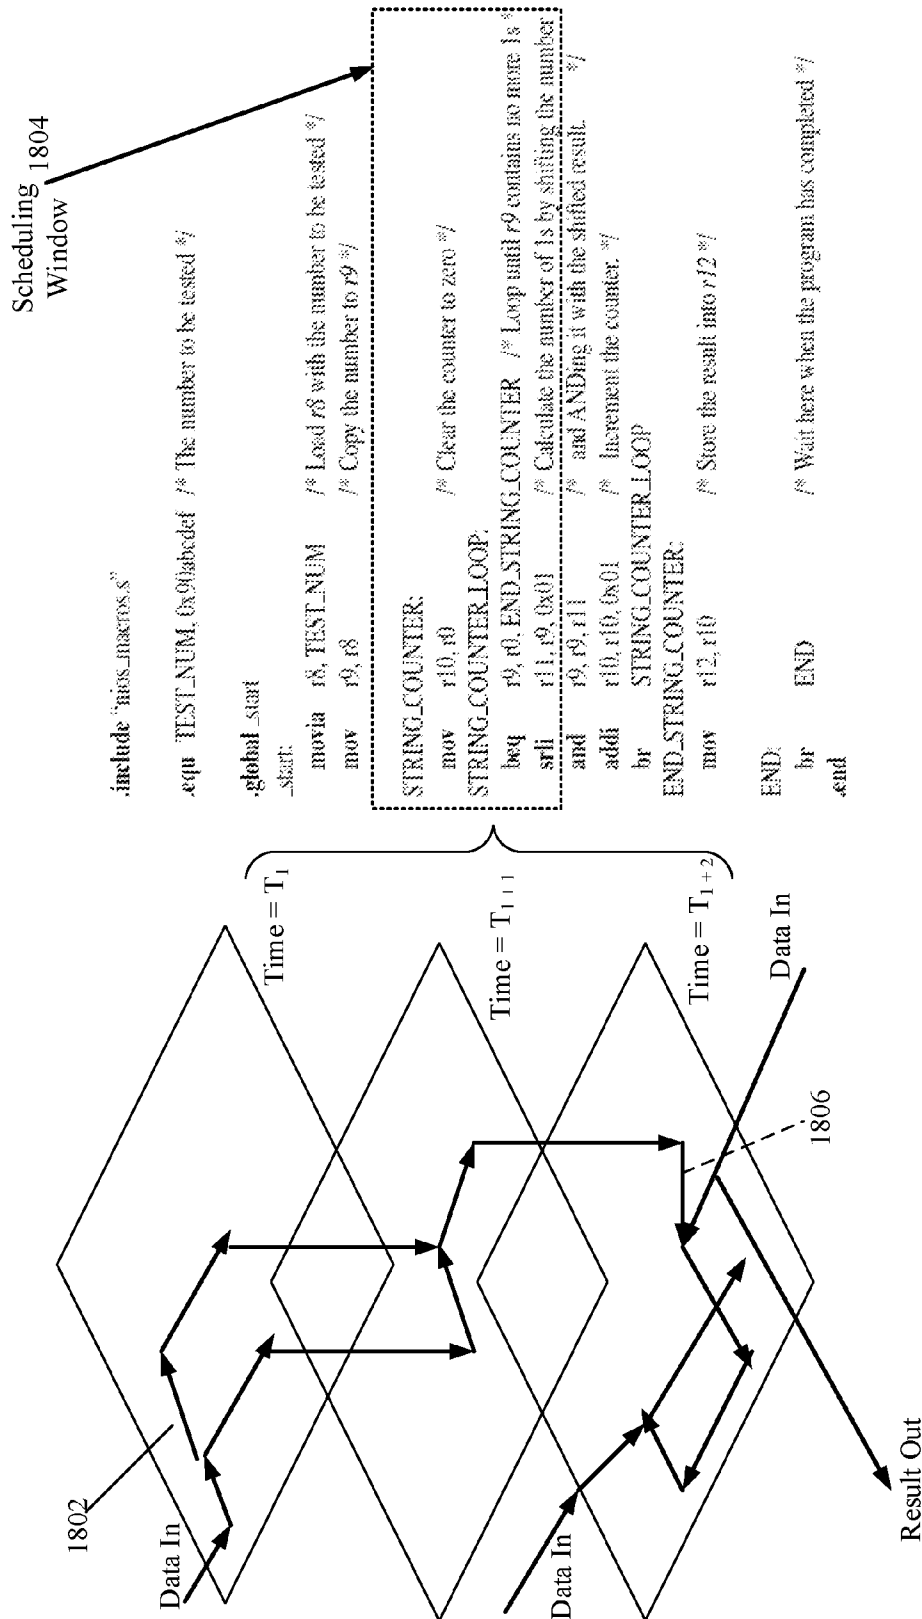 Scheduling
Window 1804
.include "nios_macros.s"
.equ TEST_NUM, 0x90abcdef /* The number to be tested */
.global _start
_start:
movia r8, TEST_NUM /* Load r8 with the number to be tested */
mov r9, r8 /* Copy the number to r9 */
STRING_COUNTER:
mov r10, r0 /* Clear the counter to zero */
STRING_COUNTER_LOOP:
beq r9, r0, END_STRING_COUNTER /* Loop until r9 contains no more 1s *
srli r11, r9, 0x01 /* Calculate the number of 1s by shifting the number
and r9, r9, r11 /* and ANDing it with the shifted result. */
addi r10, r10, 0x01 /* Increment the counter. */
br STRING_COUNTER_LOOP
END_STRING_COUNTER:
mov r12, r10 /* Store the result into r12 */
END:
br END /* Wait here when the program has completed */
.end
Time = T1
Time = T1 + 1
Time = T1 + 2
1802
Data In
Data In
Data In
1806
Result Out